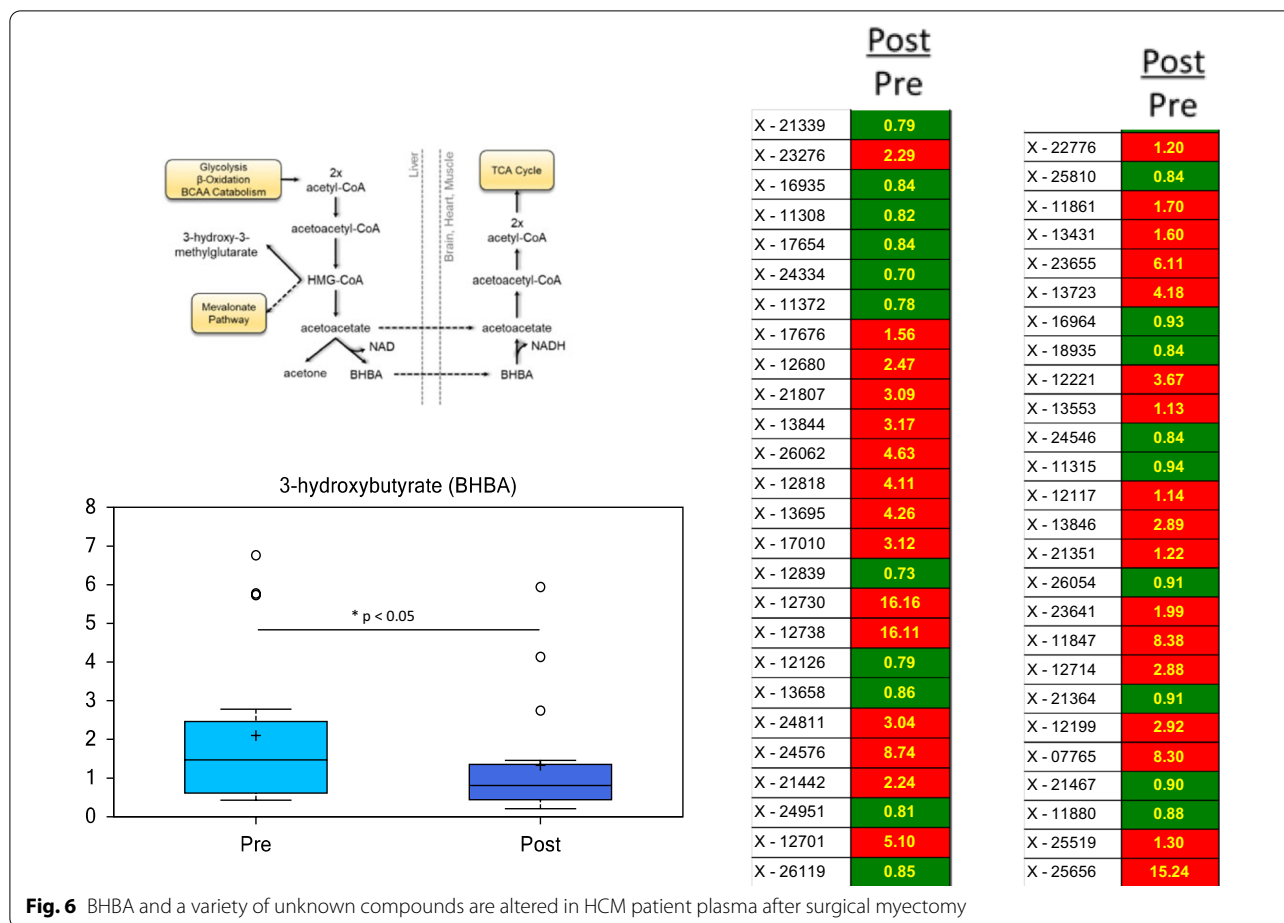 Glycolysis
β-Oxidation
BCAA Catabolism
2x
acetyl-CoA
acetoacetyl-CoA
3-hydroxy-3-
methylglutarate
HMG-CoA
Mevalonate
Pathway
acetoacetate
NAD
acetone
BHBA
Liver
Brain, Heart, Muscle
TCA Cycle
2x
acetyl-CoA
acetoacetyl-CoA
acetoacetate
NADH
BHBA
3-hydroxybutyrate (BHBA)
8
7
6
5
4
3
2
1
0
* p < 0.05
Pre
Post
Post
Pre
X - 21339 0.79
X - 23276 2.29
X - 16935 0.84
X - 11308 0.82
X - 17654 0.84
X - 24334 0.70
X - 11372 0.78
X - 17676 1.56
X - 12680 2.47
X - 21807 3.09
X - 13844 3.17
X - 26062 4.63
X - 12818 4.11
X - 13695 4.26
X - 17010 3.12
X - 12839 0.73
X - 12730 16.16
X - 12738 16.11
X - 12126 0.79
X - 13658 0.86
X - 24811 3.04
X - 24576 8.74
X - 21442 2.24
X - 24951 0.81
X - 12701 5.10
X - 26119 0.85
Post
Pre
X - 22776 1.20
X - 25810 0.84
X - 11861 1.70
X - 13431 1.60
X - 23655 6.11
X - 13723 4.18
X - 16964 0.93
X - 18935 0.84
X - 12221 3.67
X - 13553 1.13
X - 24546 0.84
X - 11315 0.94
X - 12117 1.14
X - 13846 2.89
X - 21351 1.22
X - 26054 0.91
X - 23641 1.99
X - 11847 8.38
X - 12714 2.88
X - 21364 0.91
X - 12199 2.92
X - 07765 8.30
X - 21467 0.90
X - 11880 0.88
X - 25519 1.30
X - 25656 15.24
Fig. 6 BHBA and a variety of unknown compounds are altered in HCM patient plasma after surgical myectomy